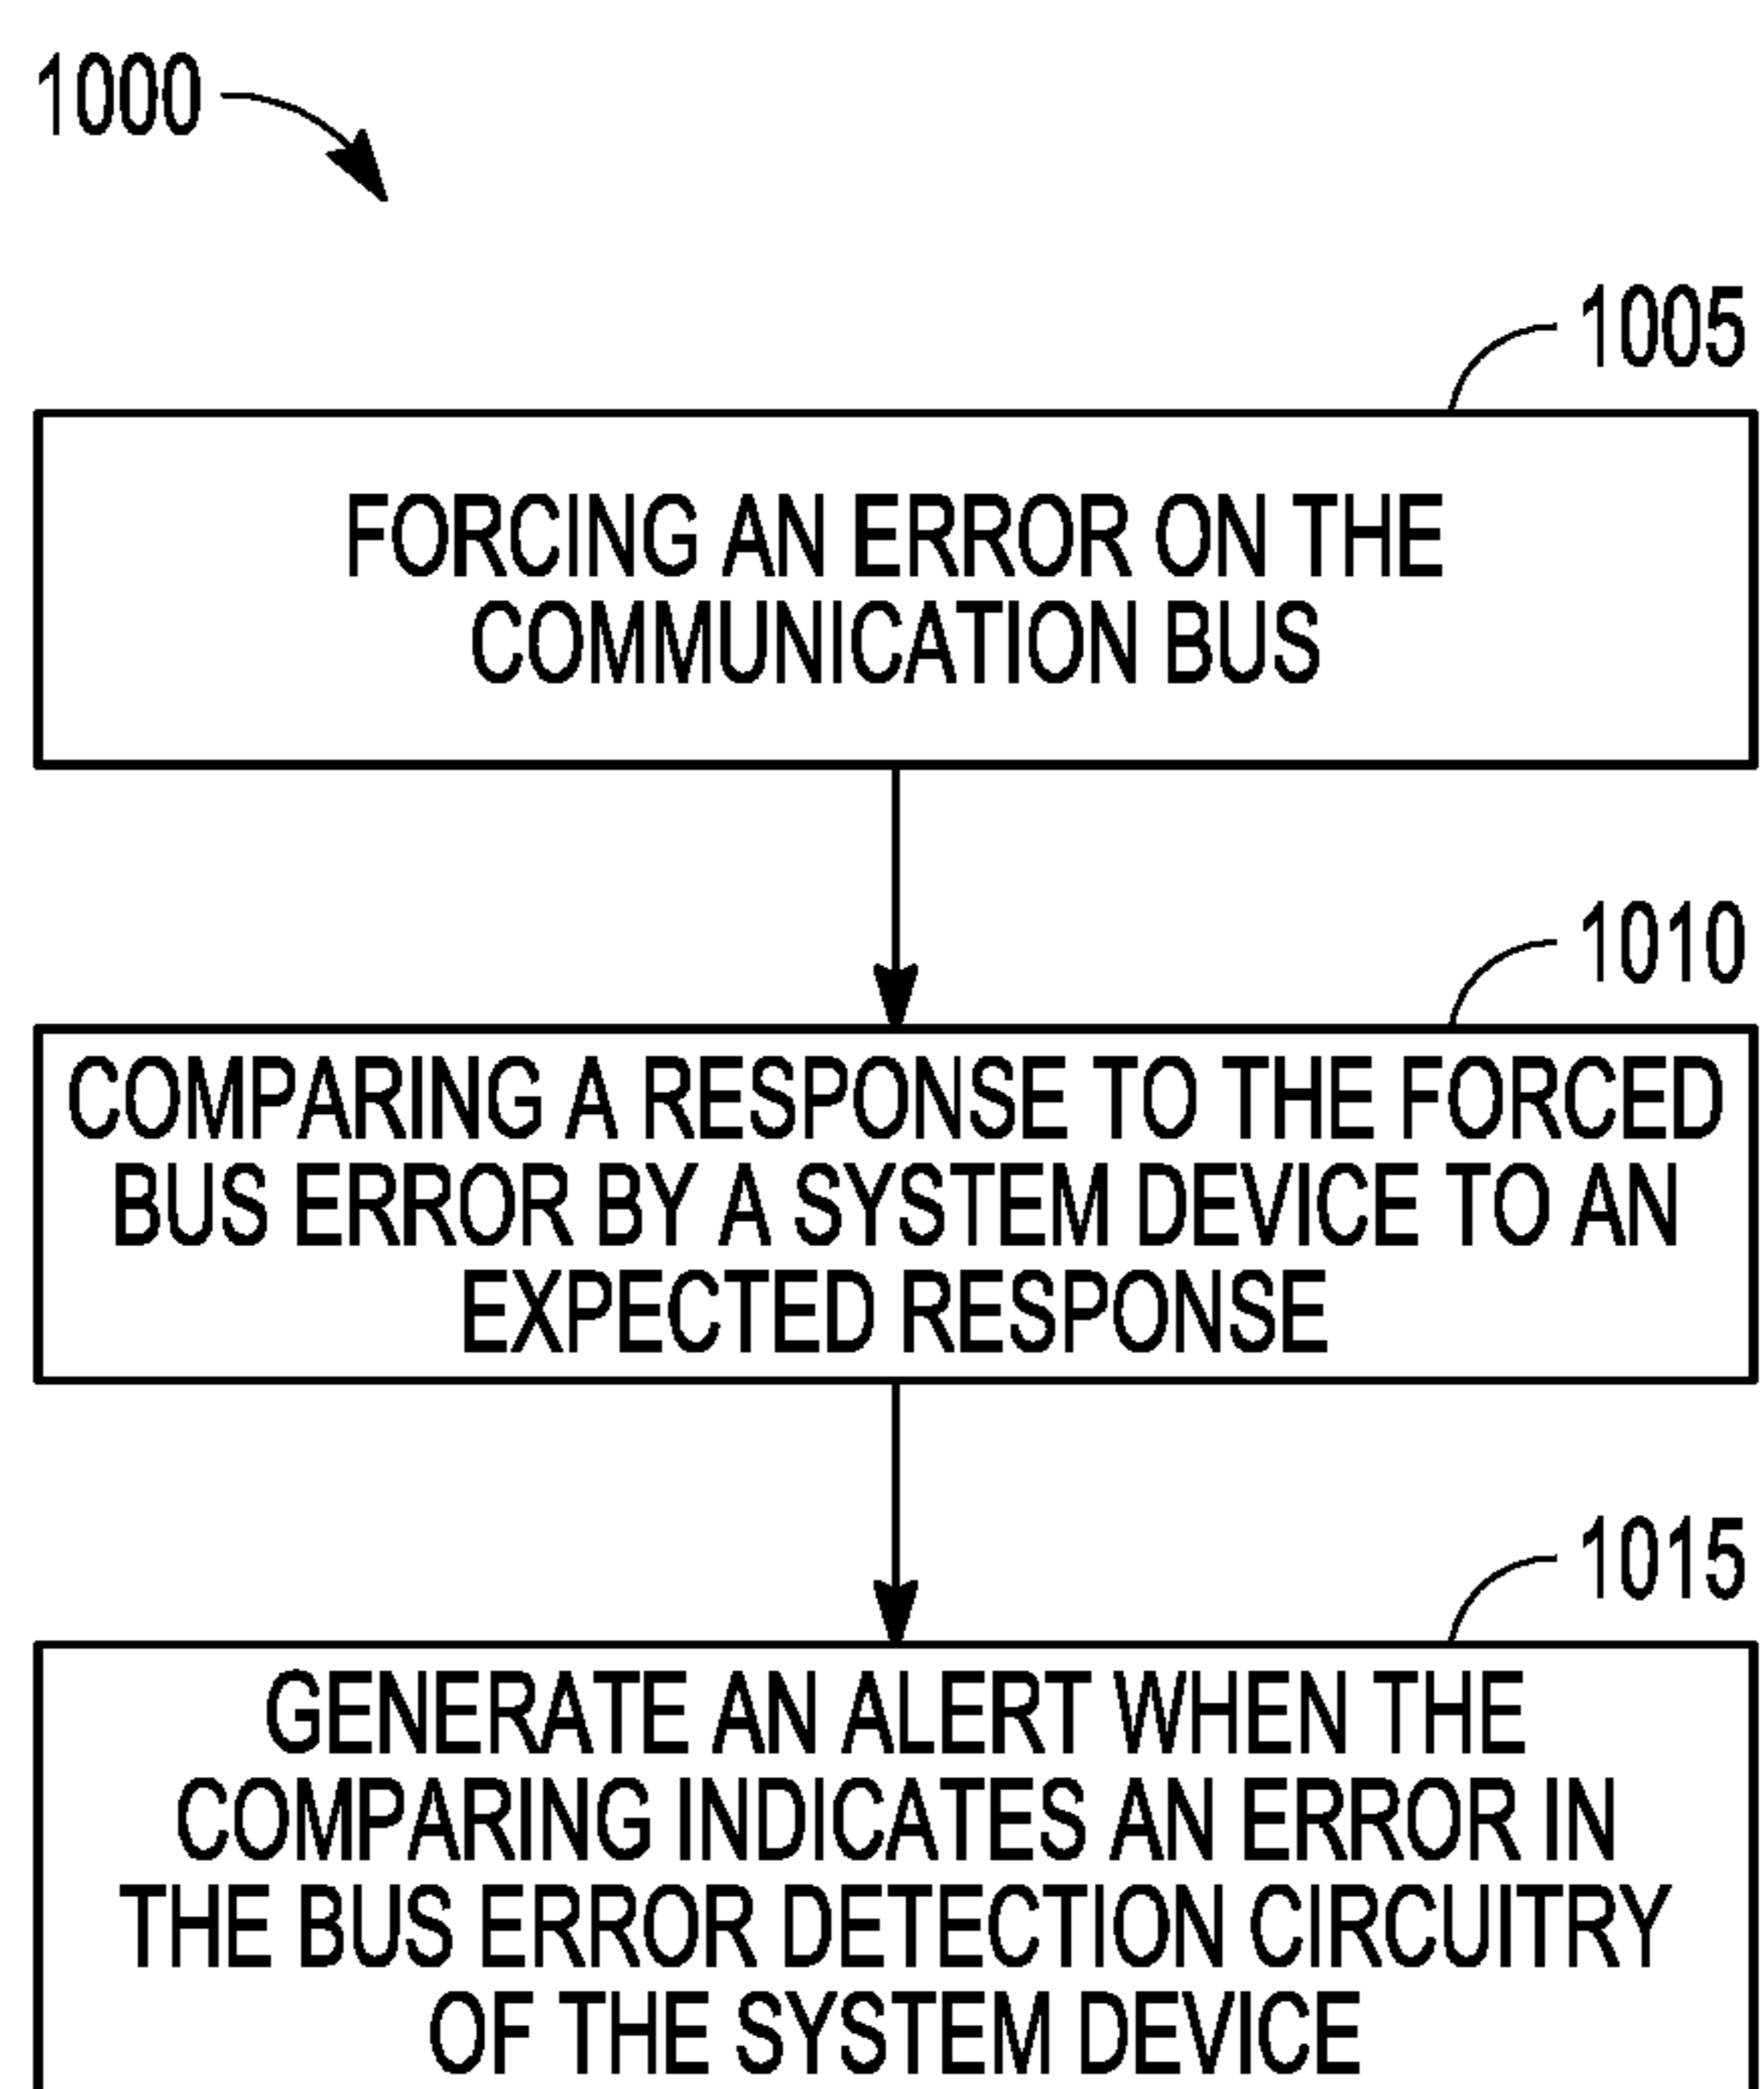 1000
1005
FORCING AN ERROR ON THE
COMMUNICATION BUS
1010
COMPARING A RESPONSE TO THE FORCED
BUS ERROR BY A SYSTEM DEVICE TO AN
EXPECTED RESPONSE
1015
GENERATE AN ALERT WHEN THE
COMPARING INDICATES AN ERROR IN
THE BUS ERROR DETECTION CIRCUITRY
OF THE SYSTEM DEVICE